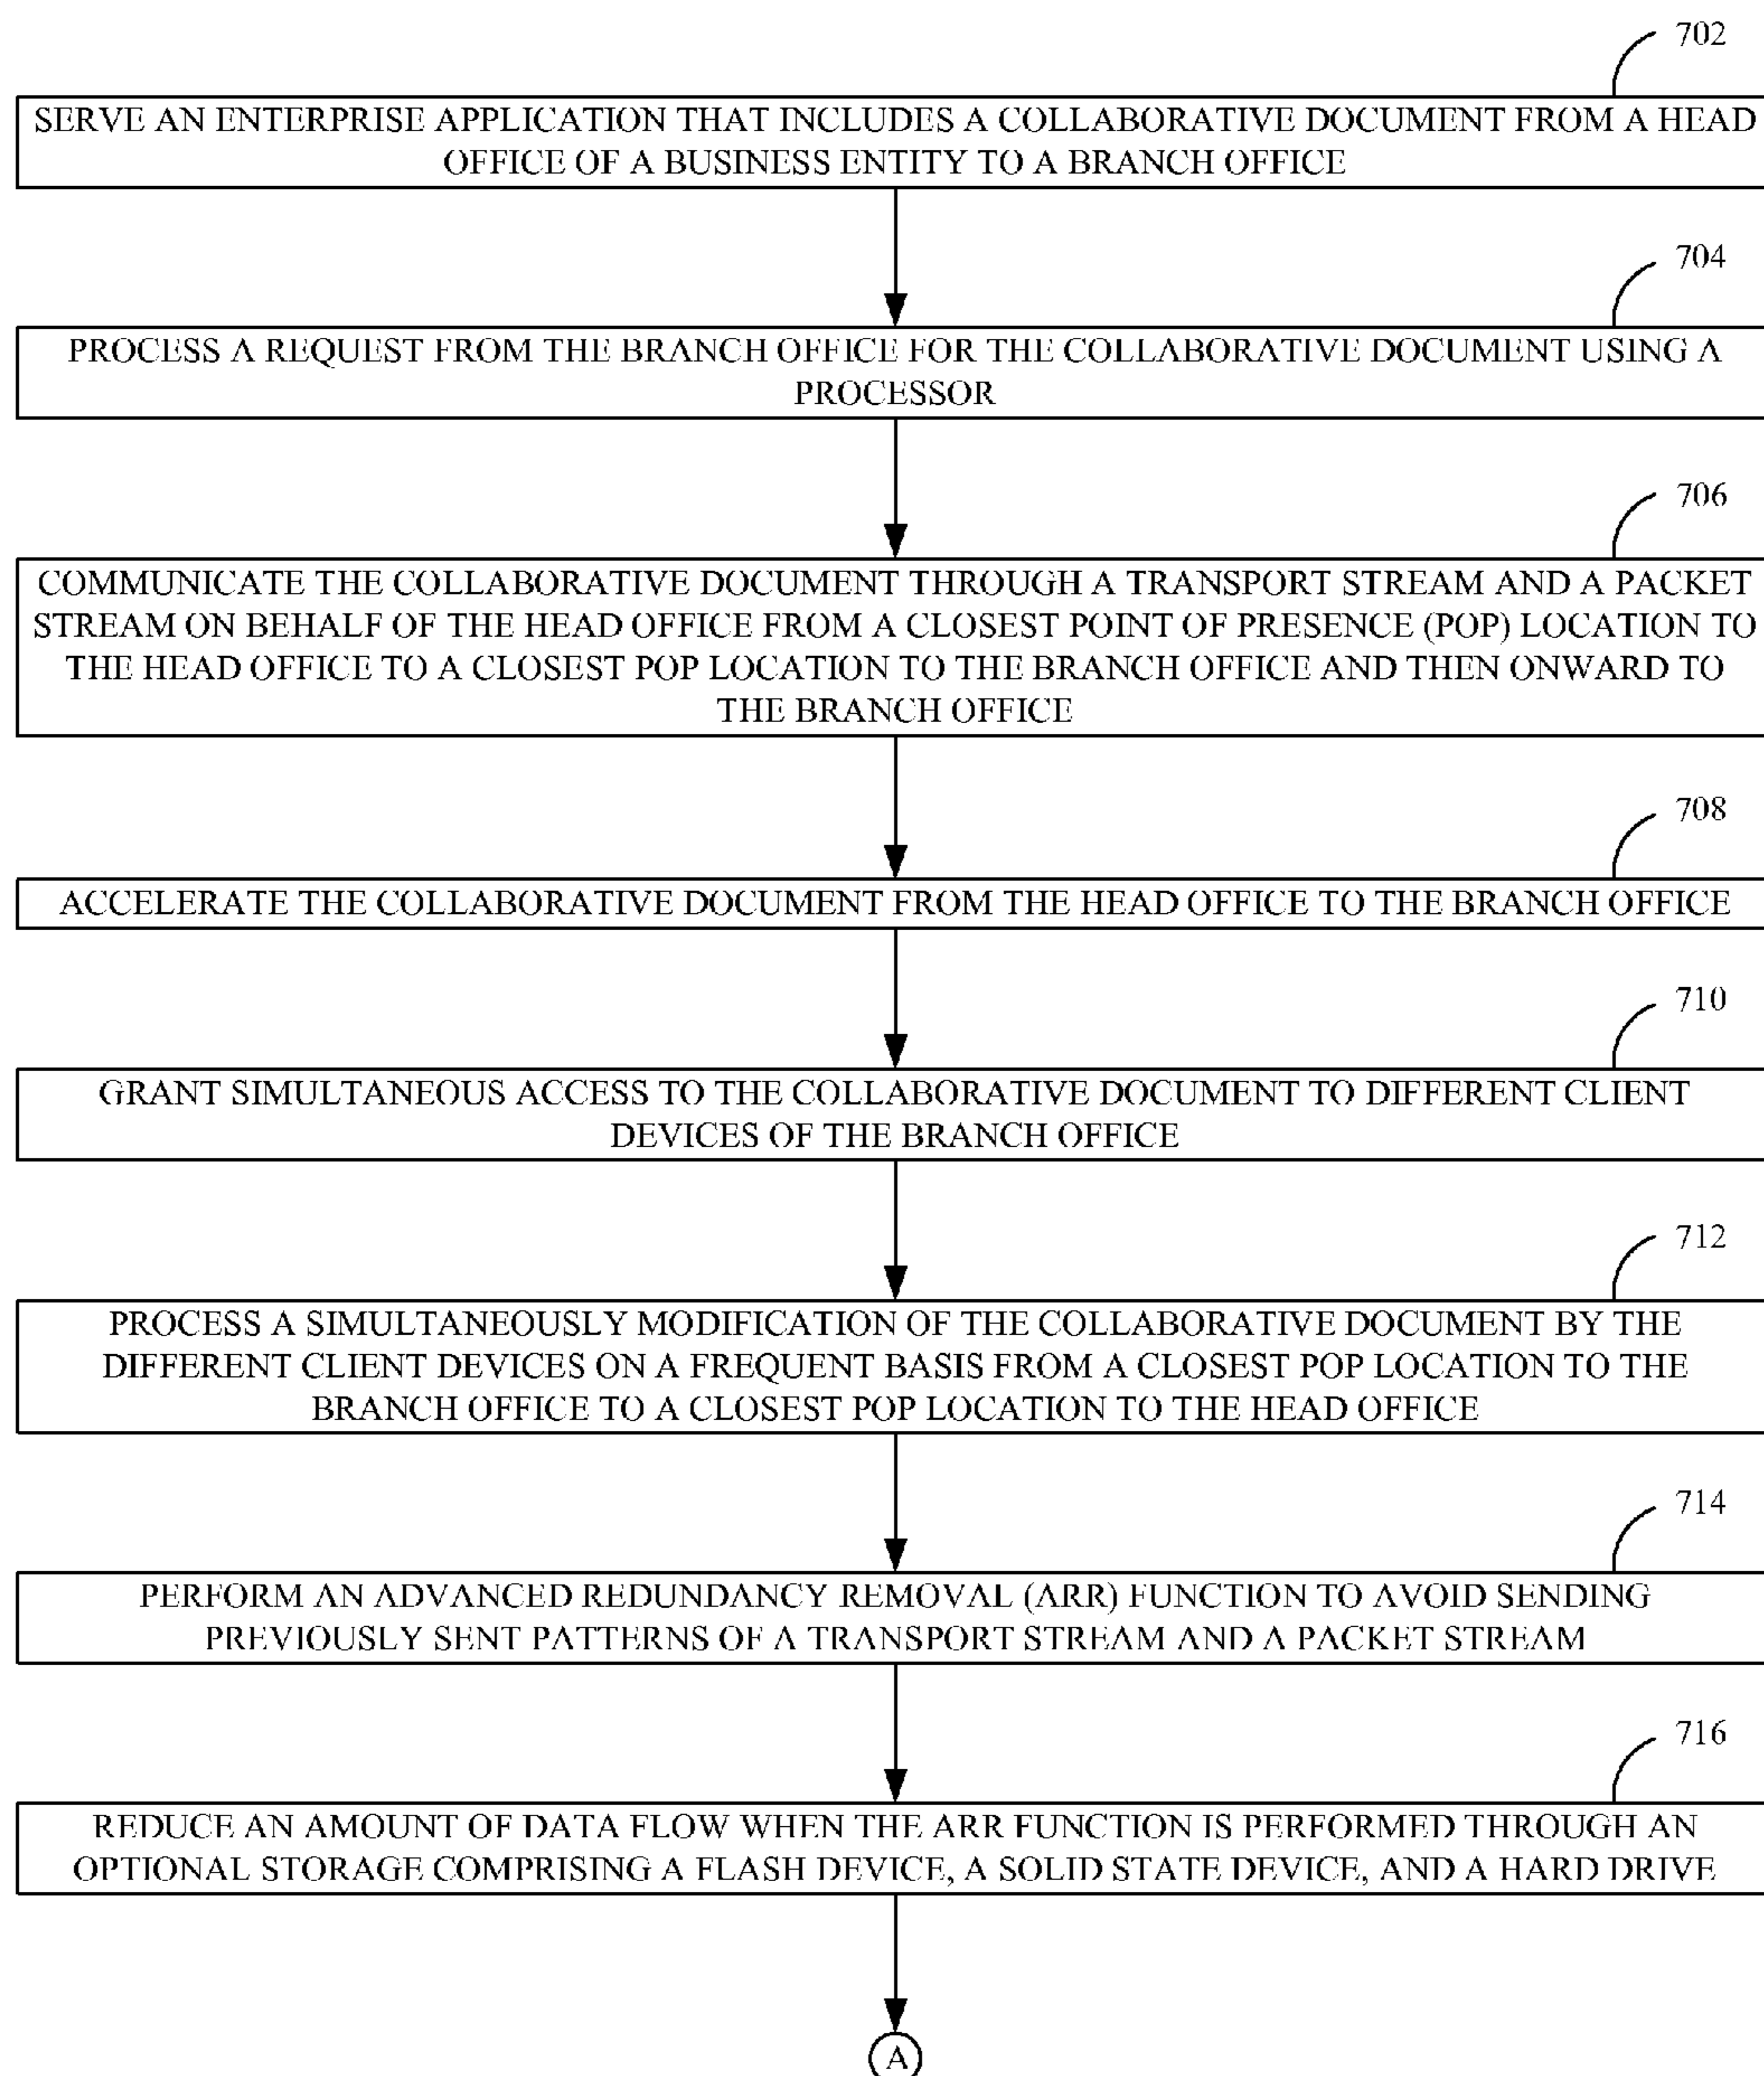 702
SERVE AN ENTERPRISE APPLICATION THAT INCLUDES A COLLABORATIVE DOCUMENT FROM A HEAD
OFFICE OF A BUSINESS ENTITY TO A BRANCH OFFICE
704
PROCESS A REQUEST FROM THE BRANCH OFFICE FOR THE COLLABORATIVE DOCUMENT USING A
PROCESSOR
706
COMMUNICATE THE COLLABORATIVE DOCUMENT THROUGH A TRANSPORT STREAM AND A PACKET
STREAM ON BEHALF OF THE HEAD OFFICE FROM A CLOSEST POINT OF PRESENCE (POP) LOCATION TO
THE HEAD OFFICE TO A CLOSEST POP LOCATION TO THE BRANCH OFFICE AND THEN ONWARD TO
THE BRANCH OFFICE
708
ACCELERATE THE COLLABORATIVE DOCUMENT FROM THE HEAD OFFICE TO THE BRANCH OFFICE
710
GRANT SIMULTANEOUS ACCESS TO THE COLLABORATIVE DOCUMENT TO DIFFERENT CLIENT
DEVICES OF THE BRANCH OFFICE
712
PROCESS A SIMULTANEOUSLY MODIFICATION OF THE COLLABORATIVE DOCUMENT BY THE
DIFFERENT CLIENT DEVICES ON A FREQUENT BASIS FROM A CLOSEST POP LOCATION TO THE
BRANCH OFFICE TO A CLOSEST POP LOCATION TO THE HEAD OFFICE
714
PERFORM AN ADVANCED REDUNDANCY REMOVAL (ARR) FUNCTION TO AVOID SENDING
PREVIOUSLY SENT PATTERNS OF A TRANSPORT STREAM AND A PACKET STREAM
716
REDUCE AN AMOUNT OF DATA FLOW WHEN THE ARR FUNCTION IS PERFORMED THROUGH AN
OPTIONAL STORAGE COMPRISING A FLASH DEVICE, A SOLID STATE DEVICE, AND A HARD DRIVE
A